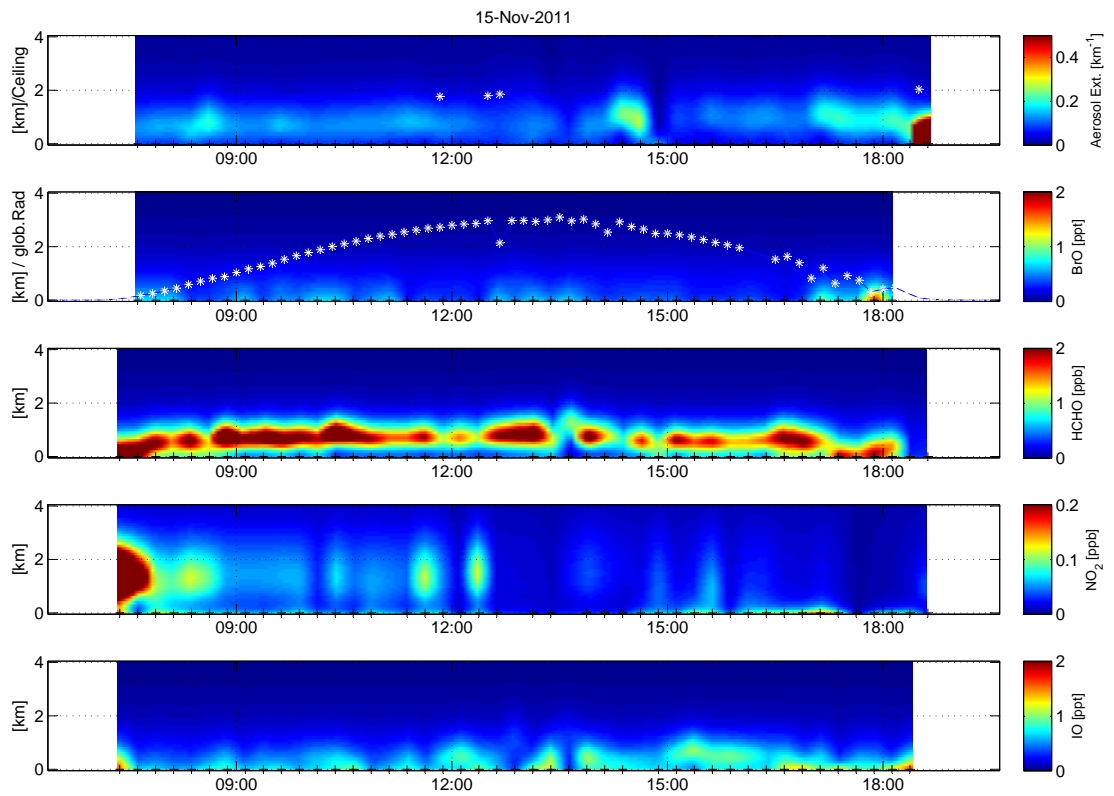 15-Nov-2011
[km]/Ceiling
4
2
0
09:00 12:00 15:00 18:00
Aerosol Ext. [km⁻¹]
0.4
0.2
0
[km] / glob.Rad
4
2
0
09:00 12:00 15:00 18:00
BrO [ppt]
2
1
0
[km]
4
2
0
09:00 12:00 15:00 18:00
HCHO [ppb]
2
1
0
[km]
4
2
0
09:00 12:00 15:00 18:00
NO₂ [ppb]
0.2
0.1
0
[km]
4
2
0
09:00 12:00 15:00 18:00
IO [ppt]
2
1
0